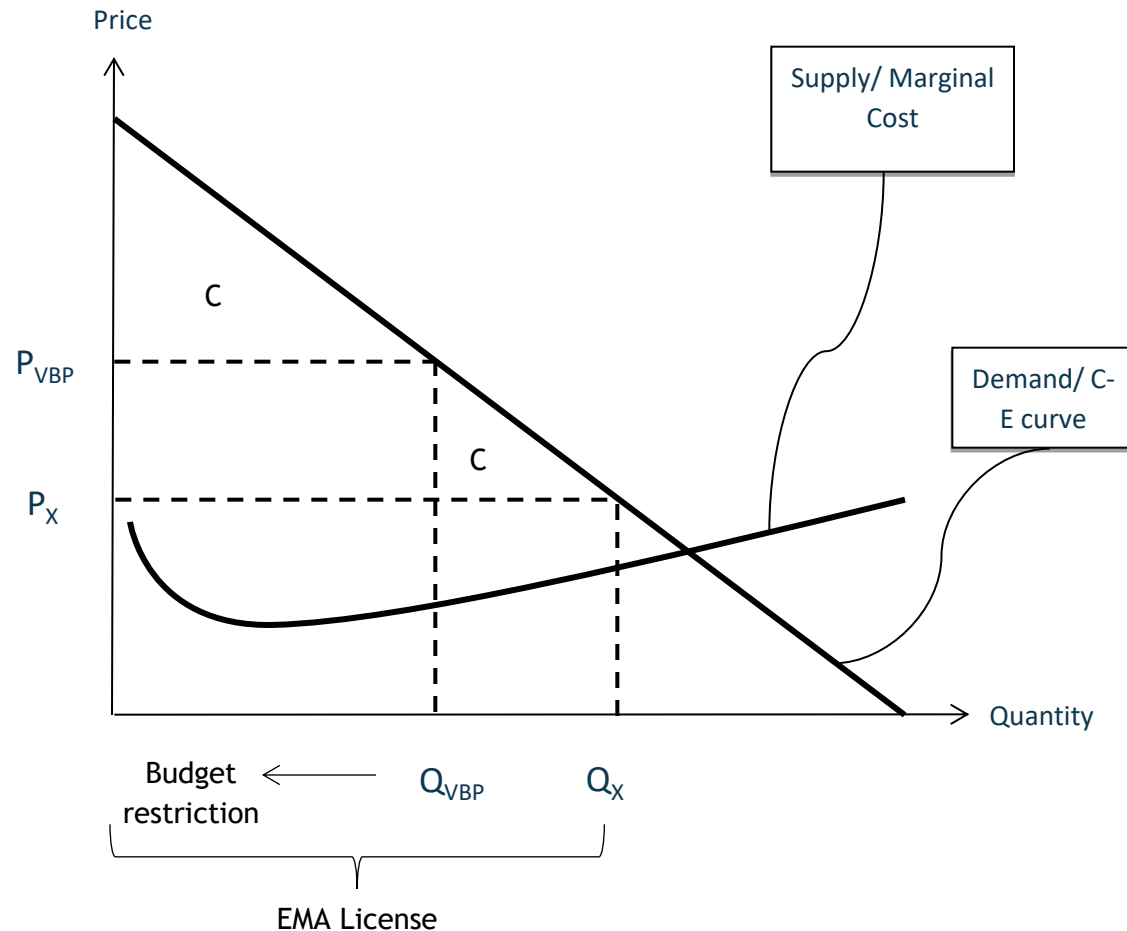 Price
Supply/ Marginal
Cost
C
P_VBP
Demand/ C-
E curve
C
P_X
Quantity
Budget
restriction
Q_VBP
Q_X
EMA License